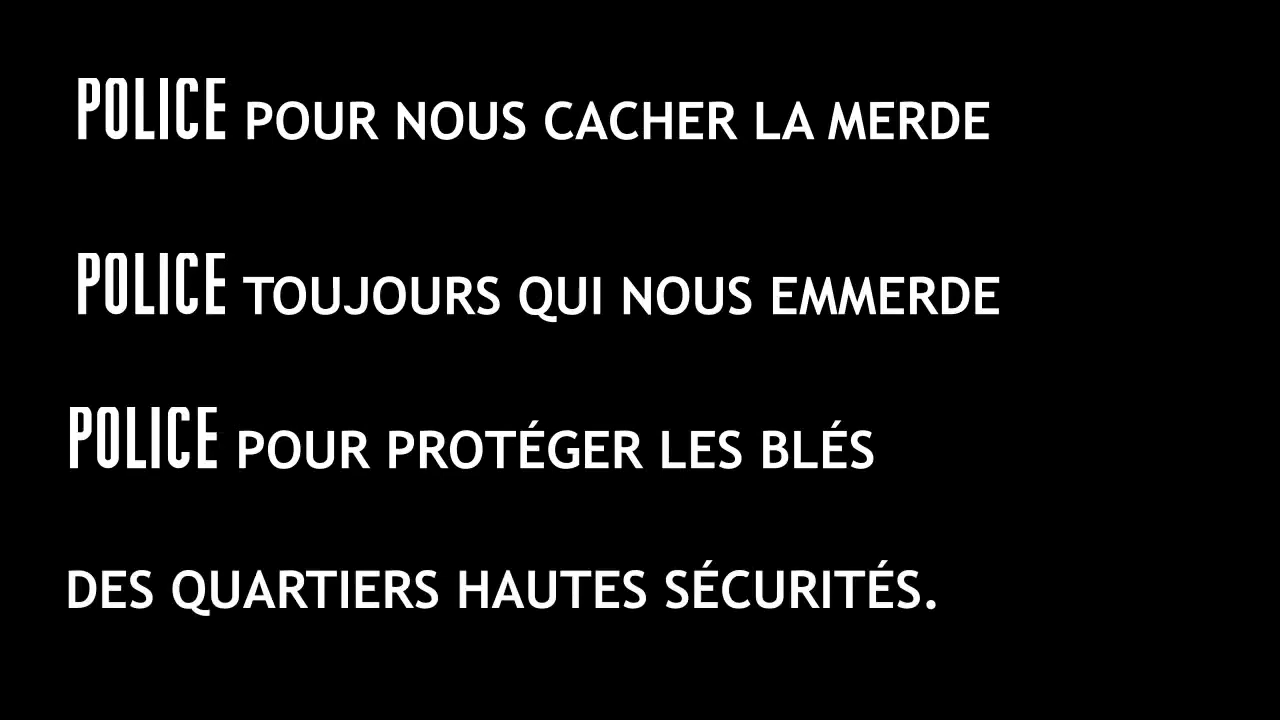 POLICE POUR NOUS CACHER LA MERDE
POLICE TOUJOURS QUI NOUS EMMERDE
POLICE POUR PROTÉGER LES BLÉS
DES QUARTIERS HAUTES SÉCURITÉS.